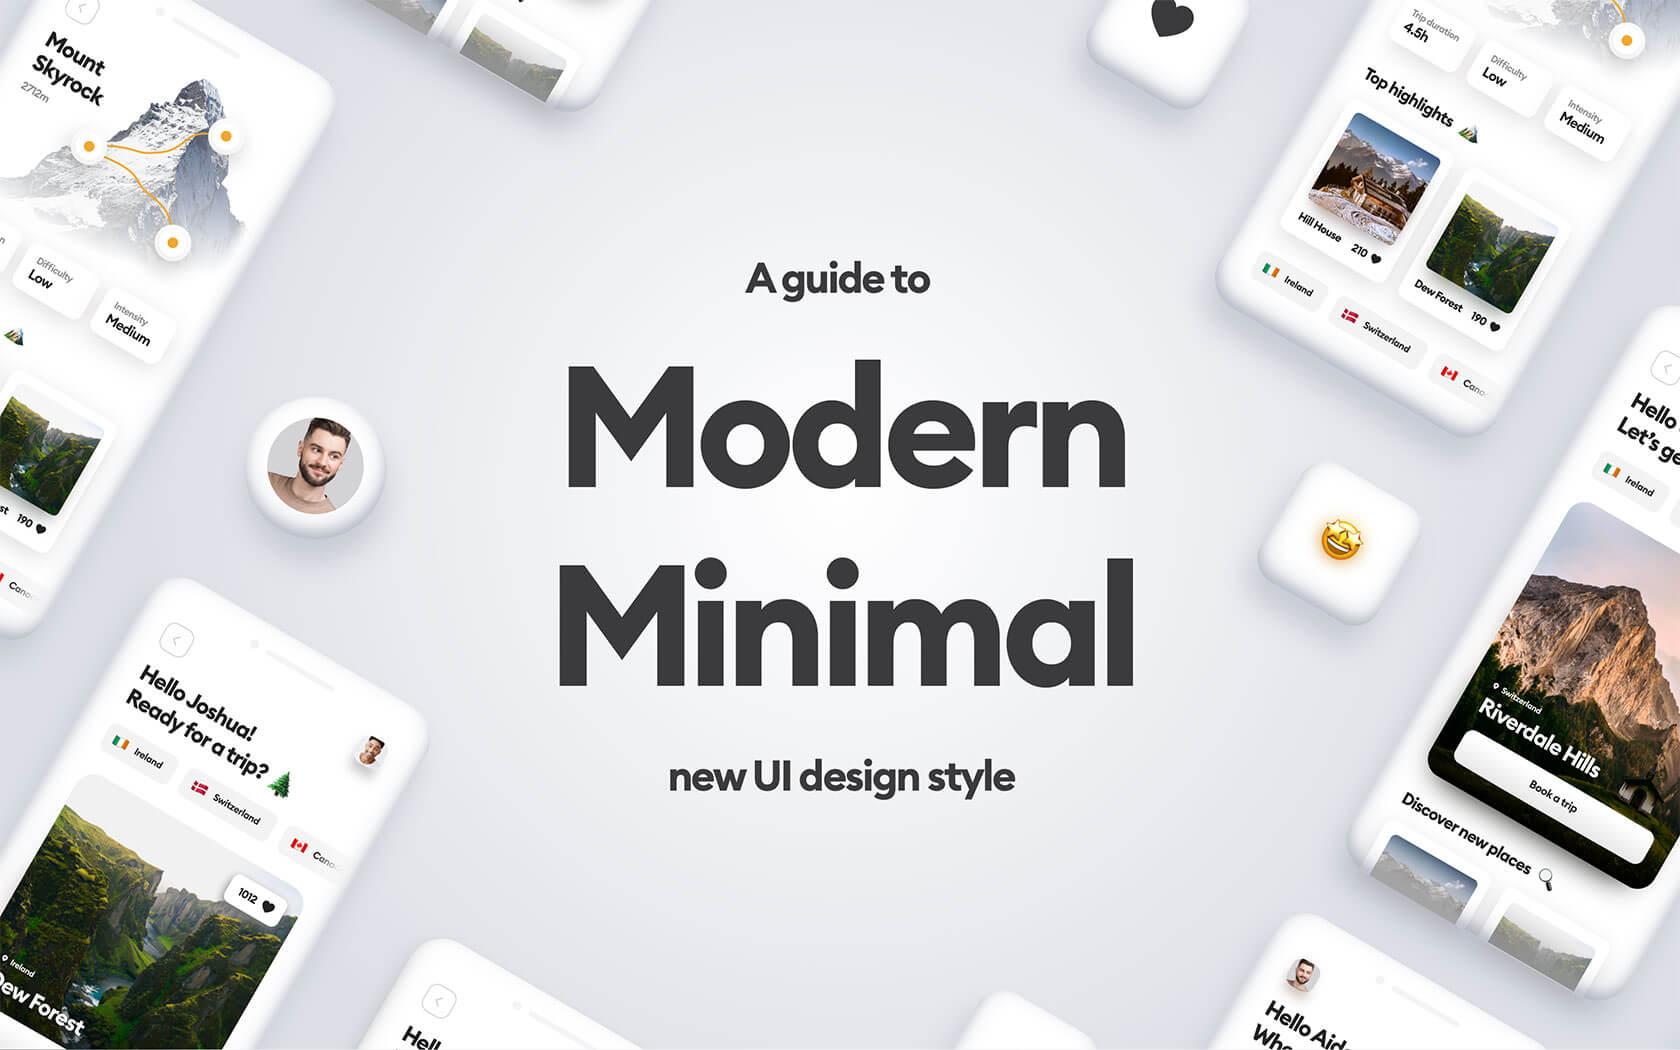 A guide to
Modern
Minimal
new UI design style
Mount
Skyrock
2712m
Difficulty
Low
Intensity
Medium
190
Hello Joshua!
Ready for a trip?
Ireland
Switzerland
1012
Ireland
Dew Forest
Trip duration
4.5h
Difficulty
Low
Intensity
Medium
Top highlights
Hill House
210
Dew Forest
190
Ireland
Switzerland
Hello
Let's
Ireland
Switzerland
Riverdale Hills
Book a trip
Discover new places
Hello